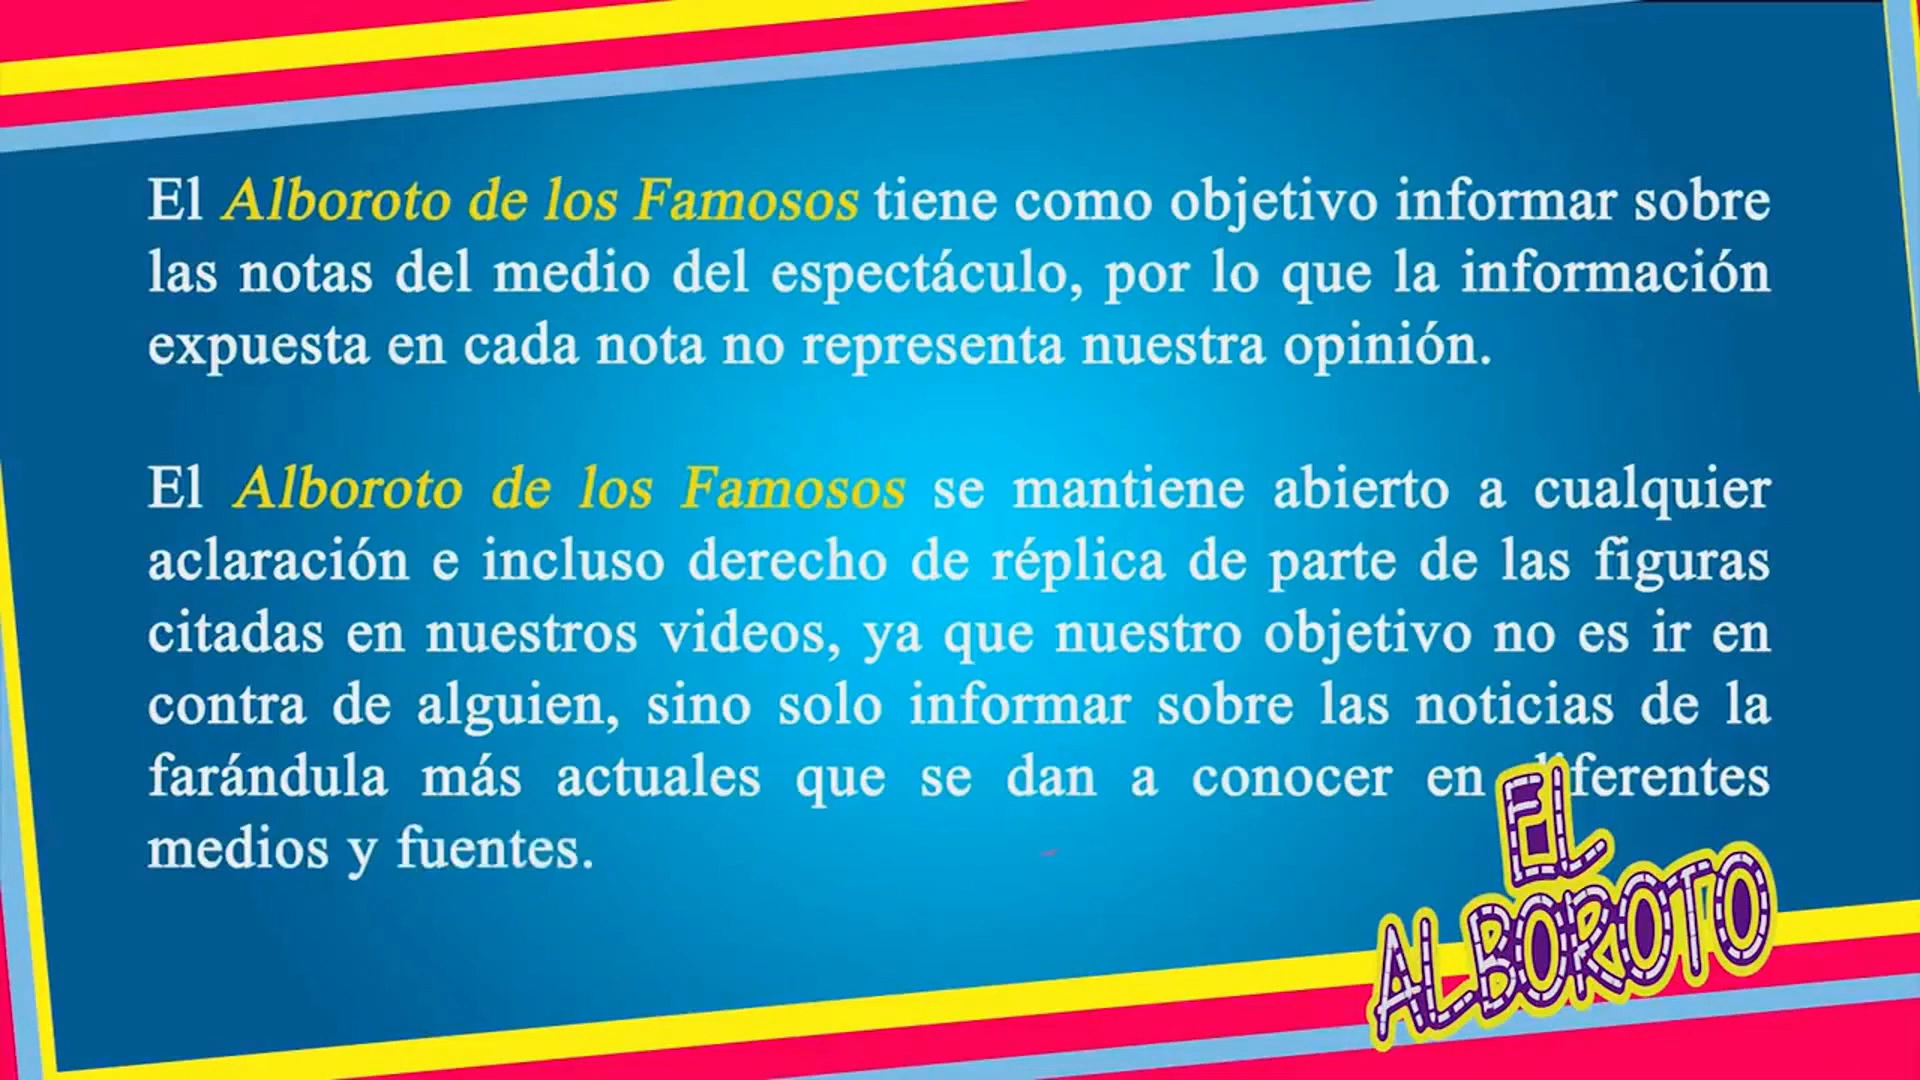 El Alboroto de los Famosos tiene como objetivo informar sobre
las notas del medio del espectáculo, por lo que la información
expuesta en cada nota no representa nuestra opinión.
El Alboroto de los Famosos se mantiene abierto a cualquier
aclaración e incluso derecho de réplica de parte de las figuras
citadas en nuestros videos, ya que nuestro objetivo no es ir en
contra de alguien, sino solo informar sobre las noticias de la
farándula más actuales que se dan a conocer en diferentes
medios y fuentes.
EL
ALBOROTO